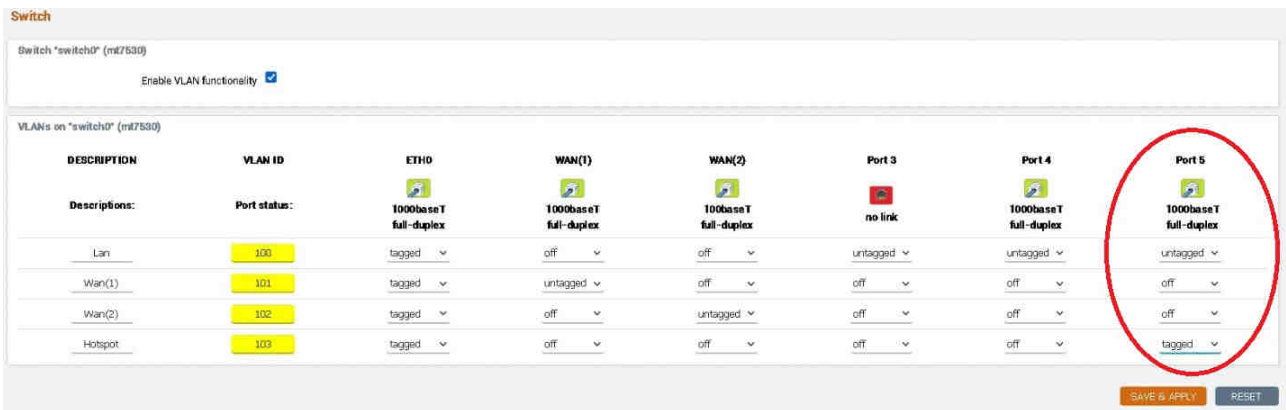 Switch
Switch "switch0" (mt7530)
Enable VLAN functionality
VLANs on "switch0" (mt7530)
DESCRIPTION VLAN ID ETH0 WAN(1) WAN(2) Port 3 Port 4 Port 5
Descriptions: Port status: 1000baseT full-duplex 1000baseT full-duplex 100baseT full-duplex no link 1000baseT full-duplex 1000baseT full-duplex
Lan 100 tagged off off untagged untagged untagged
Wan(1) 101 tagged untagged off off off off
Wan(2) 102 tagged off untagged off off off
Hotspot 103 tagged off off off off tagged
SAVE & APPLY RESET